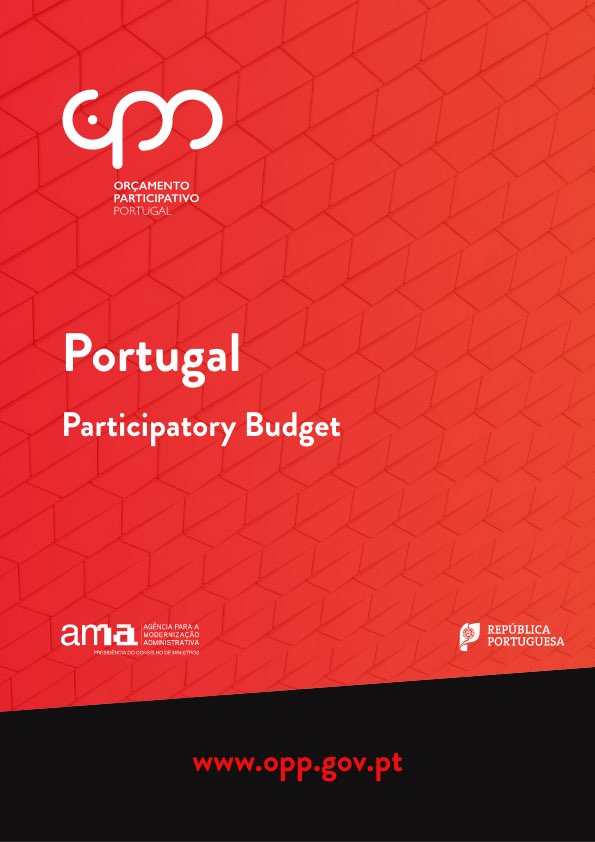 opp
ORÇAMENTO
PARTICIPATIVO
PORTUGAL
Portugal
Participatory Budget
ama
AGÊNCIA PARA A
MODERNIZAÇÃO
ADMINISTRATIVA
PRESIDÊNCIA DO CONSELHO DE MINISTROS
REPÚBLICA
PORTUGUESA
www.opp.gov.pt